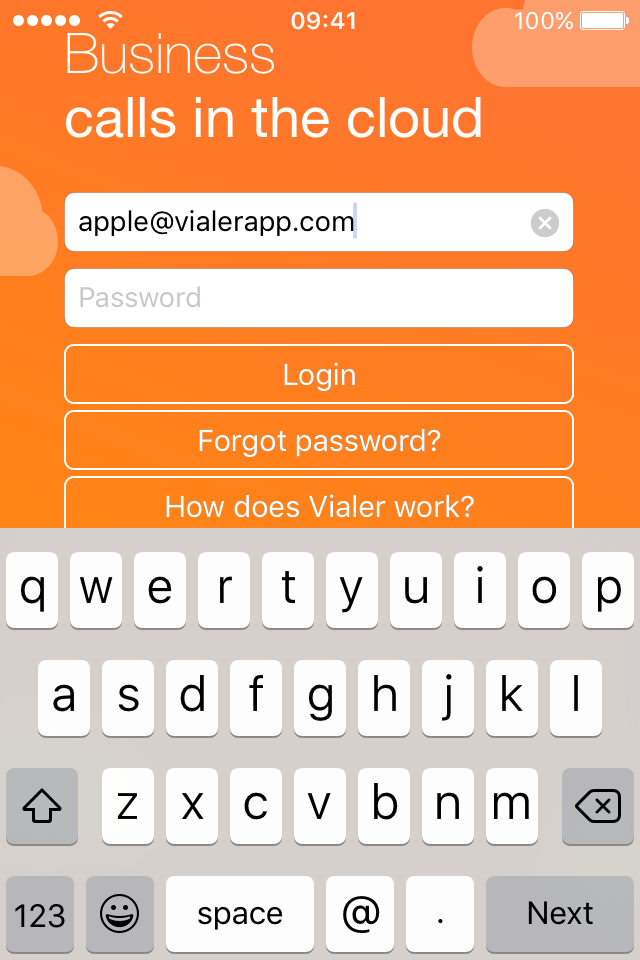 09:41 100%
Business
calls in the cloud
apple@vialerapp.com
Password
Login
Forgot password?
How does Vialer work?
q w e r t y u i o p
a s d f g h j k l
z x c v b n m
123 space @ . Next